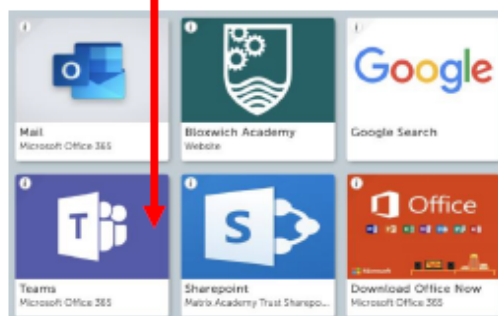 Mail
Microsoft Office 365
Bloxwich Academy
Website
Google
Google Search
T
Teams
Microsoft Office 365
S
Sharepoint
Matrix Academy Trust Sharepo...
Office
Microsoft
Download Office Now
Microsoft Office 365